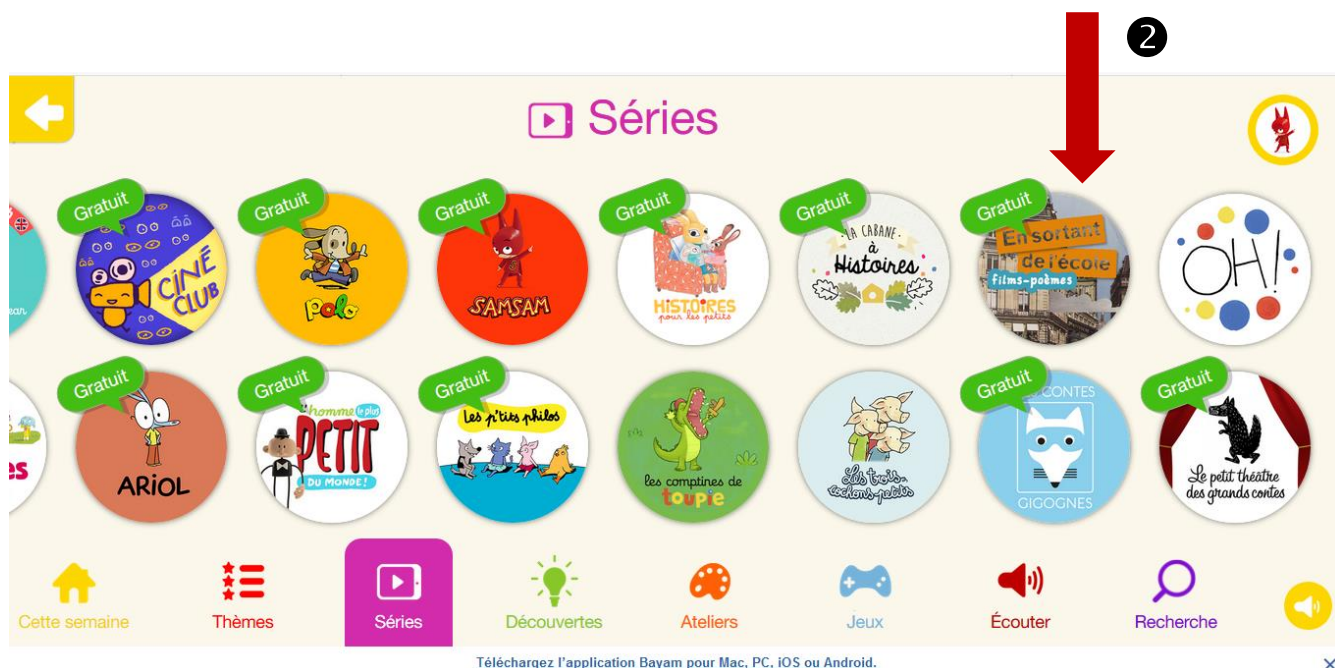 ❷
Séries
Gratuit
CINÉ
CLUB
Gratuit
Polo
Gratuit
SAMSAM
Gratuit
HISTOIRES
pour les petits
Gratuit
LA CABANE
à
Histoires
Gratuit
En sortant
de l'école
films-poèmes
OH!
es
Gratuit
ARiOL
Gratuit
L'homme le plus
PETIT
DU MONDE!
Gratuit
Les p'tits philos
les comptines de
toupie
Les trois
cochons petits
Gratuit
CONTES
GIGOGNES
Gratuit
Le petit théâtre
des grands contes
Cette semaine
Thèmes
Séries
Découvertes
Ateliers
Jeux
Écouter
Recherche
Téléchargez l'application Bayam pour Mac, PC, iOS ou Android.